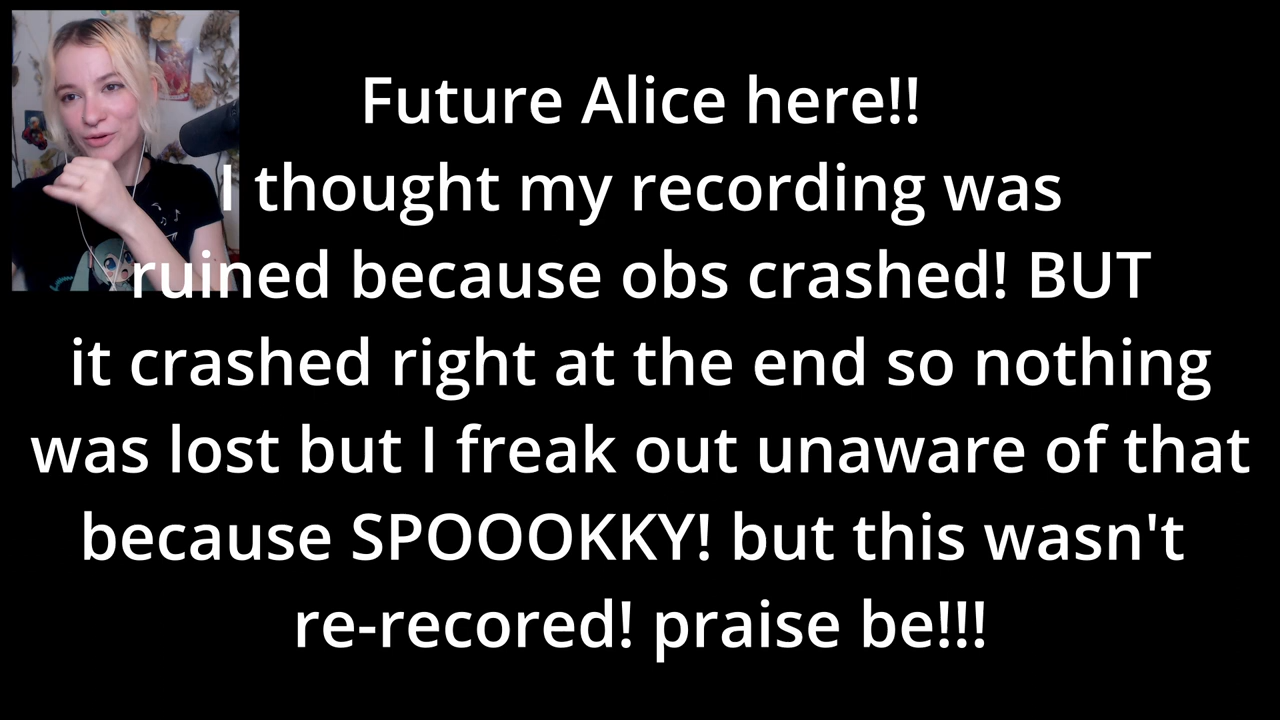 Future Alice here!!
I thought my recording was
ruined because obs crashed! BUT
it crashed right at the end so nothing
was lost but I freak out unaware of that
because SPOOOKKY! but this wasn't
re-recored! praise be!!!